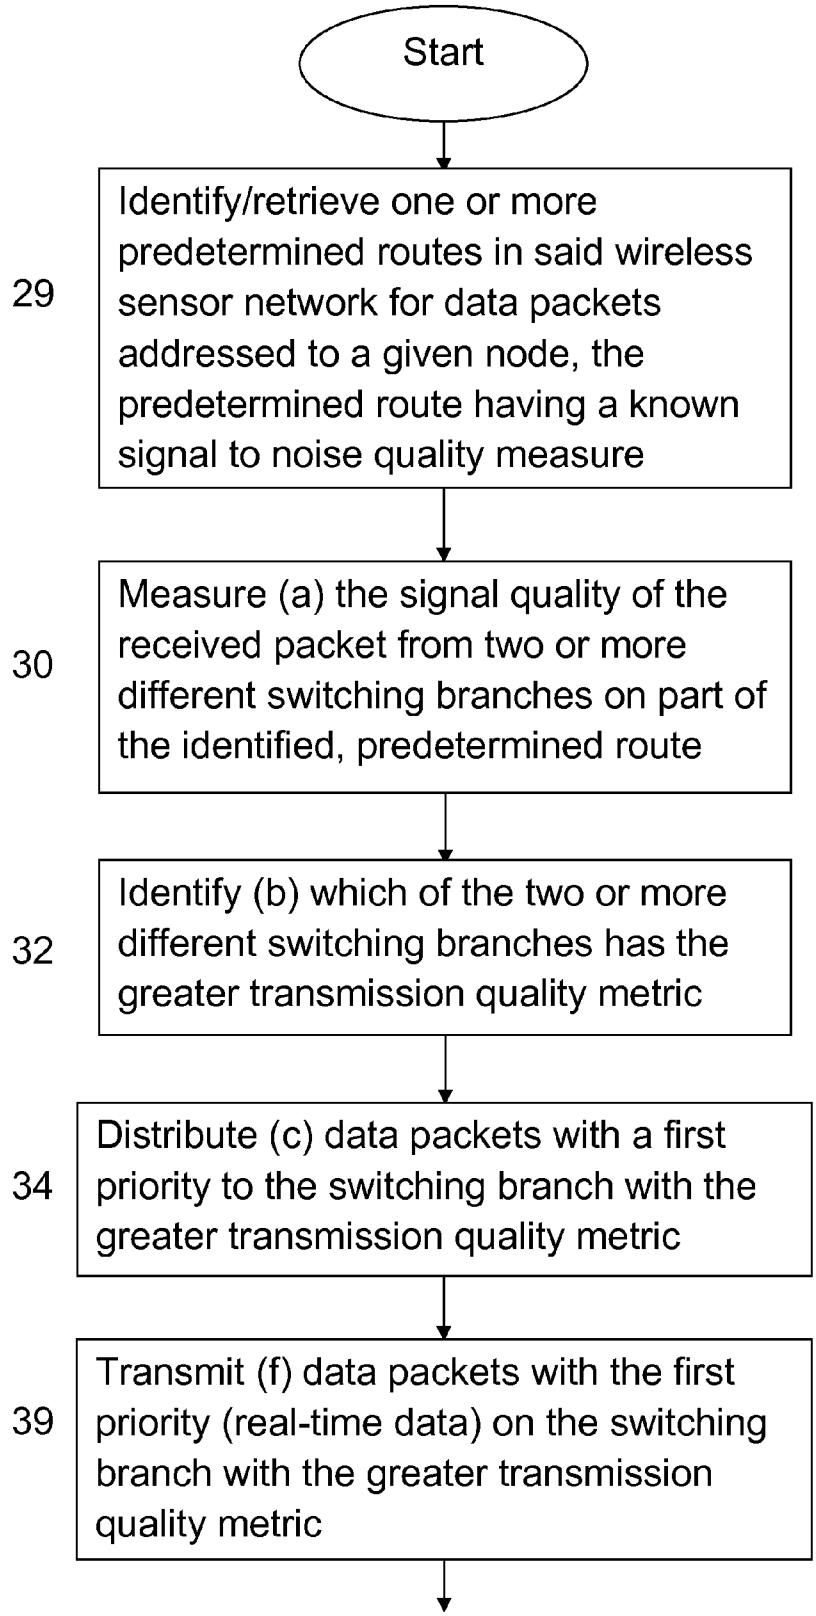 Start
29
Identify/retrieve one or more
predetermined routes in said wireless
sensor network for data packets
addressed to a given node, the
predetermined route having a known
signal to noise quality measure
30
Measure (a) the signal quality of the
received packet from two or more
different switching branches on part of
the identified, predetermined route
32
Identify (b) which of the two or more
different switching branches has the
greater transmission quality metric
34
Distribute (c) data packets with a first
priority to the switching branch with the
greater transmission quality metric
39
Transmit (f) data packets with the first
priority (real-time data) on the switching
branch with the greater transmission
quality metric